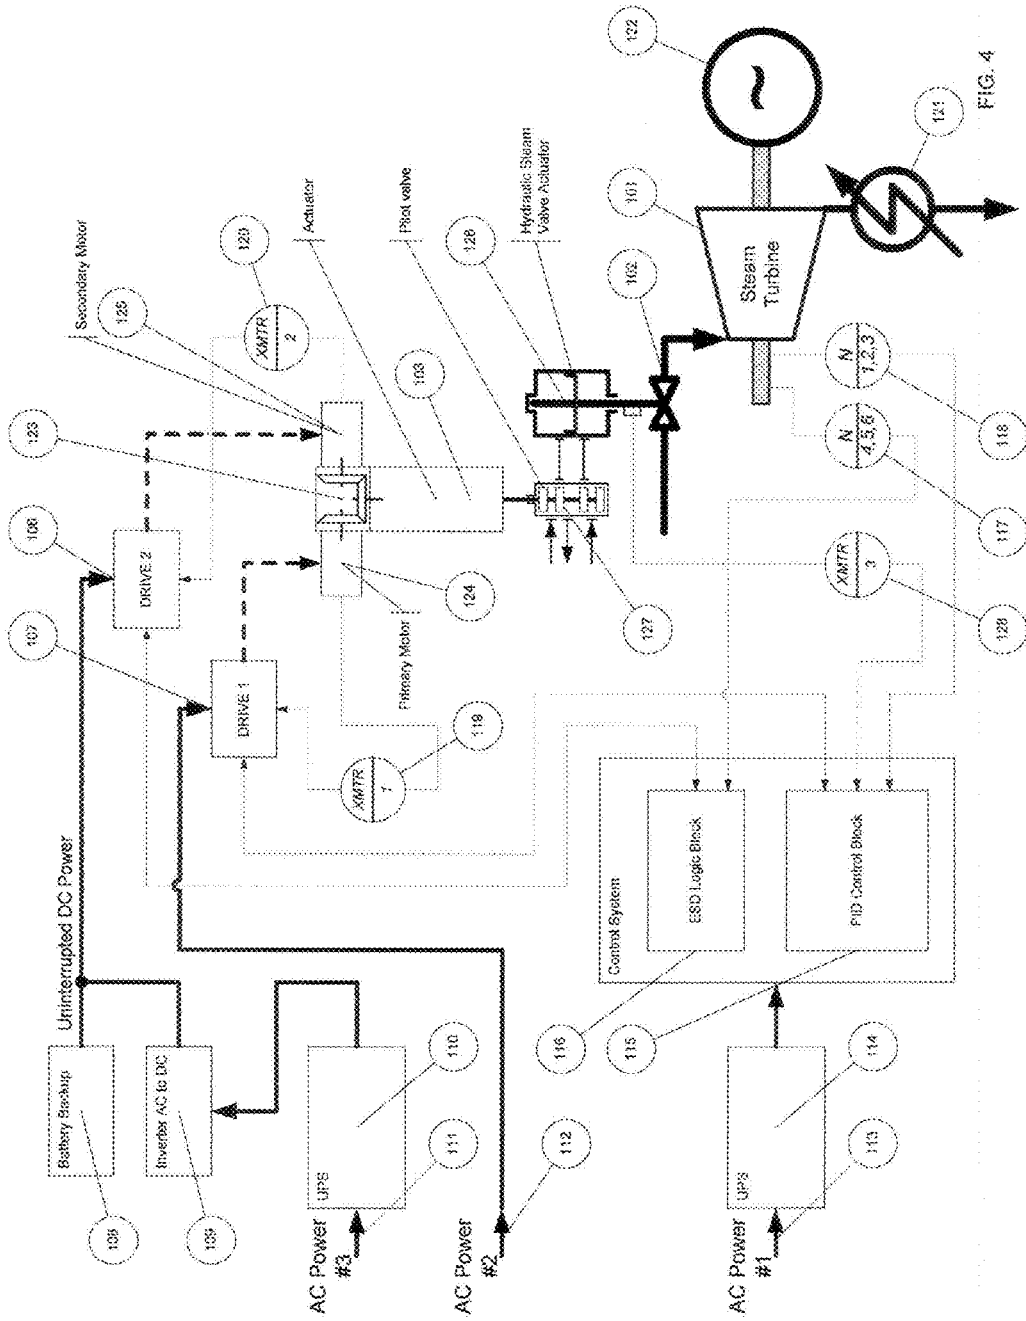 108
Battery Backup
Uninterrupted DC Power
107
106
123
Secondary Motor
125
DRIVE 2
109
Inverter AC to DC
DRIVE 1
XMTR
2
120
Actuator
AC Power
#3
UPS
110
111
XMTR
1
119
Primary Motor
124
103
Pilot valve
AC Power
#2
112
126
Hydraulic Steam
Valve Actuator
127
102
101
122
116
115
Control System
ESD Logic Block
PID Control Block
Steam
Turbine
AC Power
#1
UPS
113
114
XMTR
3
N
4,5,6
N
1,2,3
121
128
117
118
FIG. 4